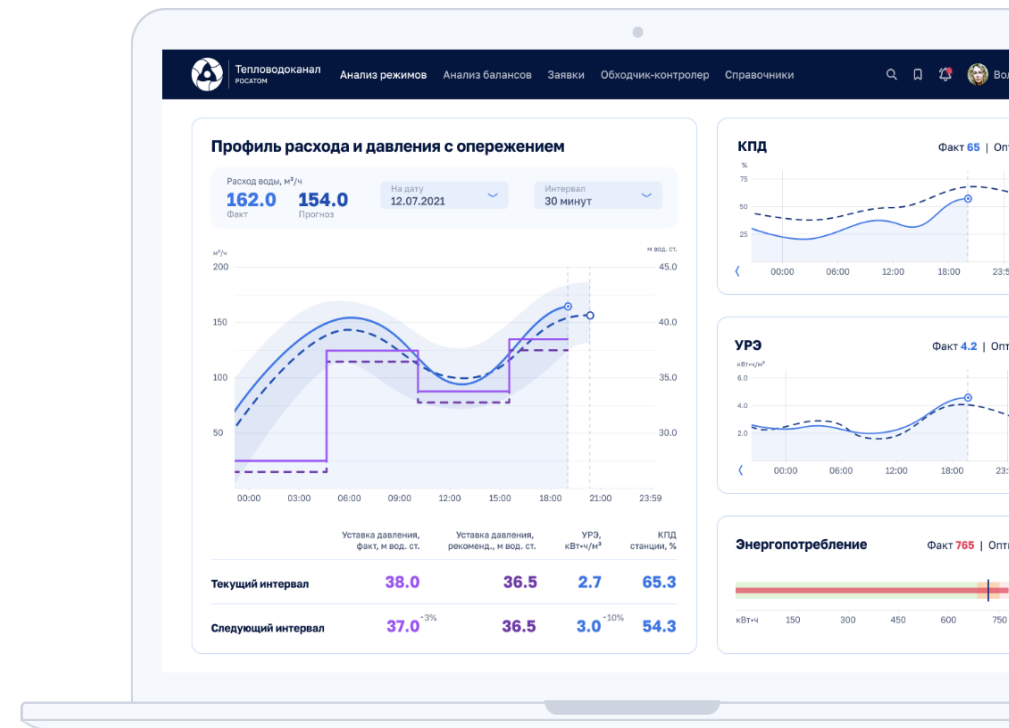 Тепловодоканал
РОСАТОМ
Анализ режимов
Анализ балансов
Заявки
Обходчик-контролер
Справочники
Профиль расхода и давления с опережением
Расход воды, м³/ч
162.0 154.0
Факт Прогноз
На дату
12.07.2021
Интервал
30 минут
м³/ч м вод. ст.
200 45.0
150 40.0
100 35.0
50 30.0
00:00 03:00 06:00 09:00 12:00 15:00 18:00 21:00 23:59
Уставка давления, факт, м вод. ст.
Уставка давления, рекоменд., м вод. ст.
УРЭ, кВт•ч/м³
КПД станции, %
Текущий интервал 38.0 36.5 2.7 65.3
Следующий интервал 37.0 -3% 36.5 3.0 -10% 54.3
КПД Факт 65 |
%
75
50
25
00:00 06:00 12:00 18:00
УРЭ Факт 4.2 |
кВт•ч/м³
6.0
4.0
2.0
00:00 06:00 12:00 18:00
Энергопотребление Факт 765 |
кВт•ч 150 300 450 600 750